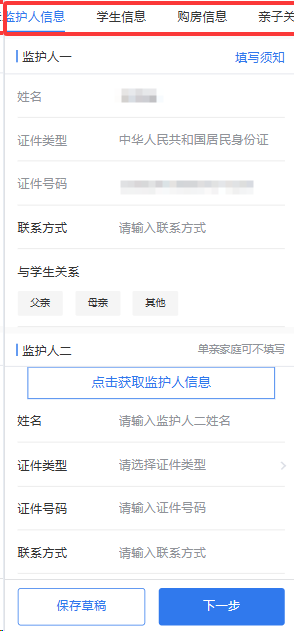 监护人信息 学生信息 购房信息 亲子关
监护人一 填写须知
姓名
证件类型 中华人民共和国居民身份证
证件号码
联系方式 请输入联系方式
与学生关系
父亲 母亲 其他
监护人二 单亲家庭可不填写
点击获取监护人信息
姓名 请输入监护人二姓名
证件类型 请选择证件类型
证件号码 请输入证件号码
联系方式 请输入联系方式
保存草稿 下一步